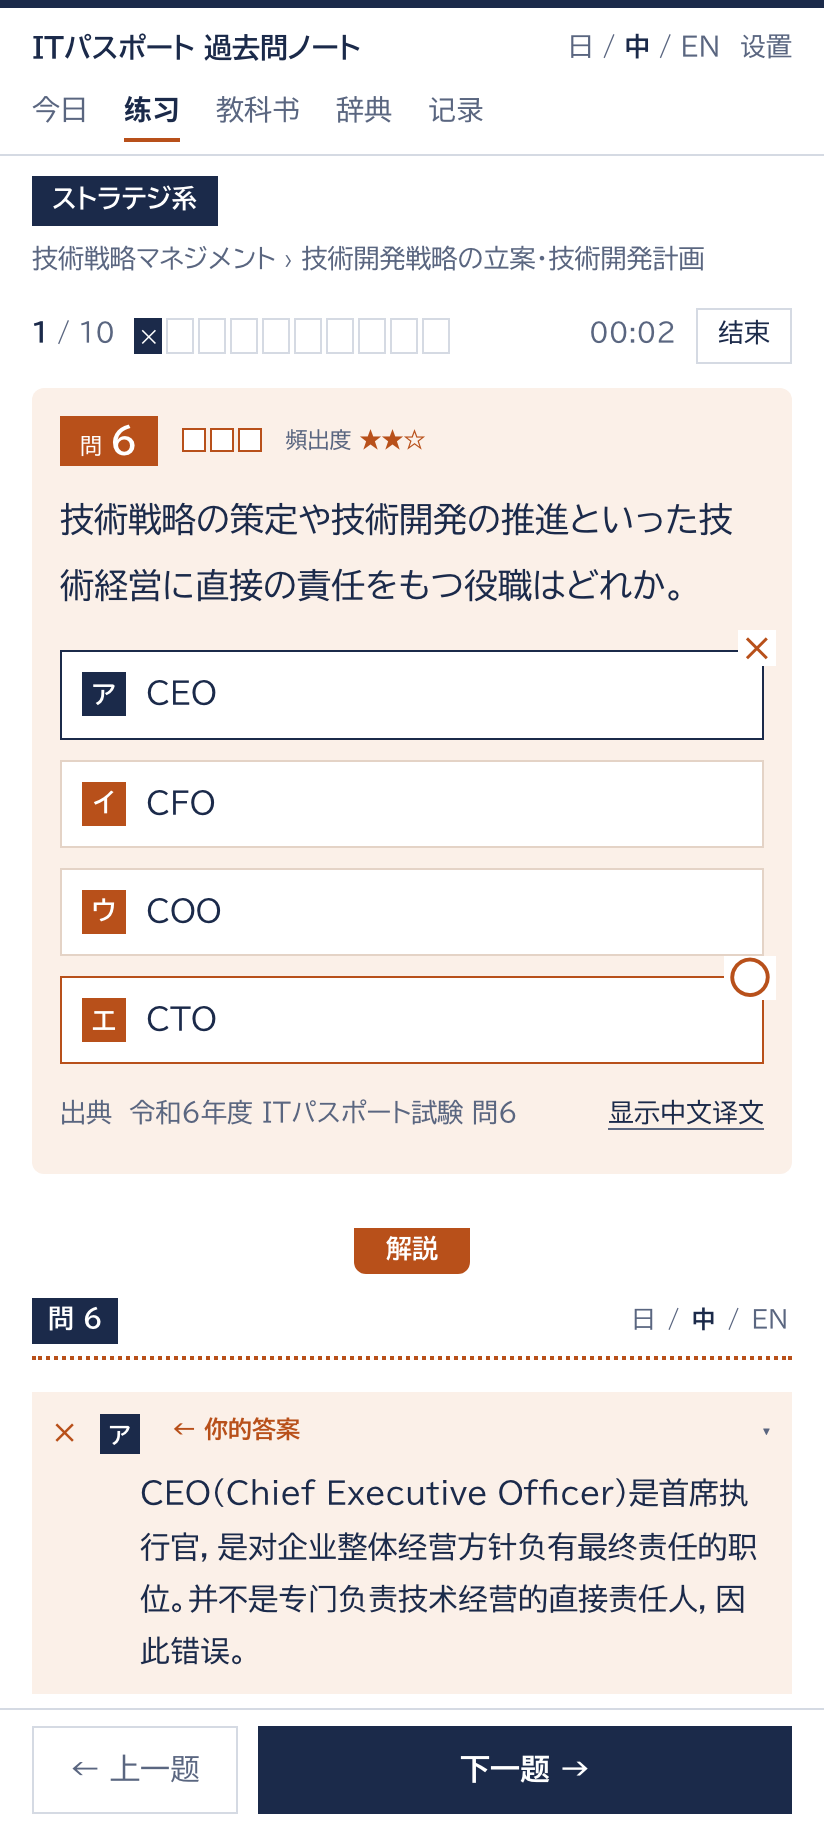 ITパスポート 過去問ノート
日 / 中 / EN 设置
今日 练习 教科书 辞典 记录
ストラテジ系
技術戦略マネジメント › 技術開発戦略の立案・技術開発計画
1 / 10 × 00:02 结束
問 6 □□□ 頻出度 ★★☆
技術戦略の策定や技術開発の推進といった技
術経営に直接の責任をもつ役職はどれか。
×
ア CEO
イ CFO
ウ COO
○
エ CTO
出典 令和6年度 ITパスポート試験 問6 显示中文译文
解説
問 6 日 / 中 / EN
× ア ← 你的答案 ▾
CEO(Chief Executive Officer)是首席执
行官，是对企业整体经营方针负有最终责任的职
位。并不是专门负责技术经营的直接责任人，因
此错误。
← 上一题 下一题 →